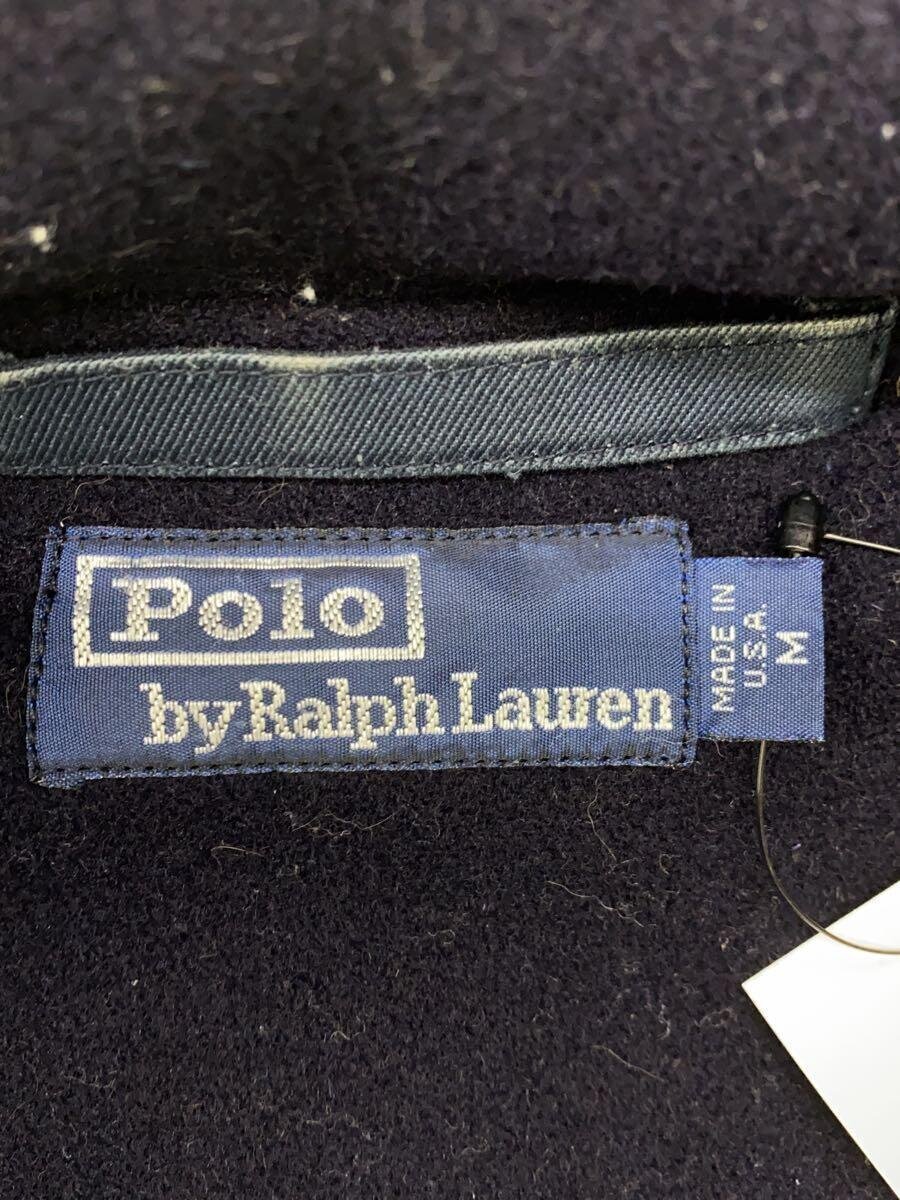 Polo
by Ralph Lauren
MADE IN
U.S.A.
M